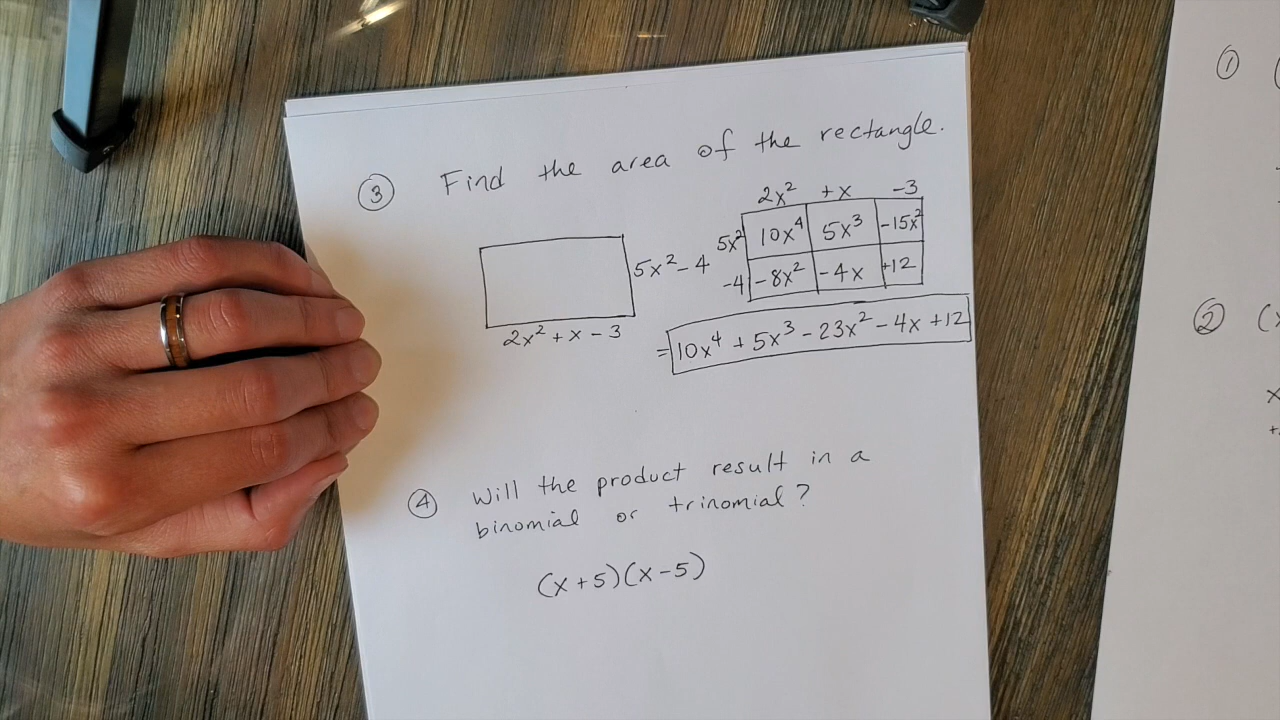 ③ Find the area of the rectangle.
2x² +x -3
5x² 10x⁴ 5x³ -15x²
5x²-4
-4 -8x² -4x +12
2x² + x - 3
= 10x⁴ + 5x³ - 23x² - 4x + 12
④ Will the product result in a
binomial or trinomial?
(x+5)(x-5)
①
②
(x
x